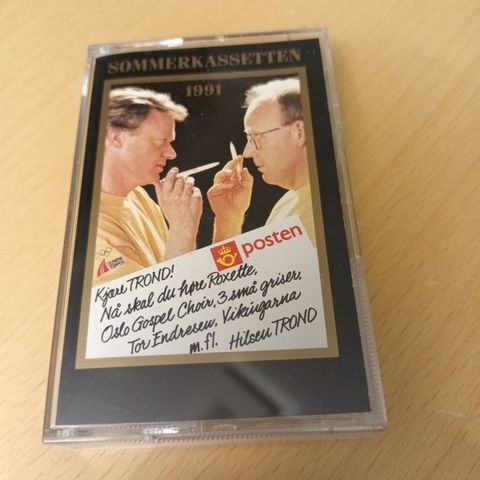 SOMMERKASSETTEN
1991
posten
Kjære TROND!
Nå skal du høre Roxette,
Oslo Gospel Choir, 3 små griser,
Tor Endresen, Vikingarna
m.fl. Hilsen TROND